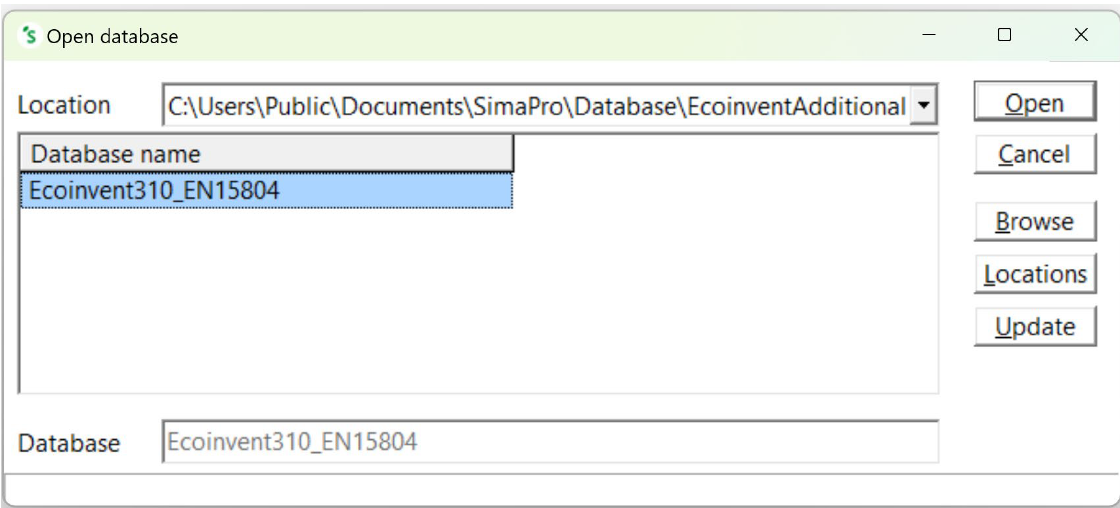 Open database
Location C:\Users\Public\Documents\SimaPro\Database\EcoinventAdditional
Open
Database name
Cancel
Ecoinvent310_EN15804
Browse
Locations
Update
Database Ecoinvent310_EN15804